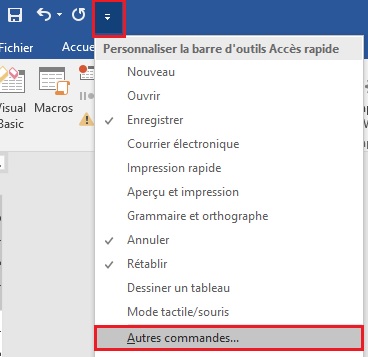 Fichier Accue
Personnaliser la barre d'outils Accès rapide
Nouveau
Ouvrir
Enregistrer
Courrier électronique
Impression rapide
Aperçu et impression
Grammaire et orthographe
Annuler
Rétablir
Dessiner un tableau
Mode tactile/souris
Autres commandes...
Visual
Basic
Macros